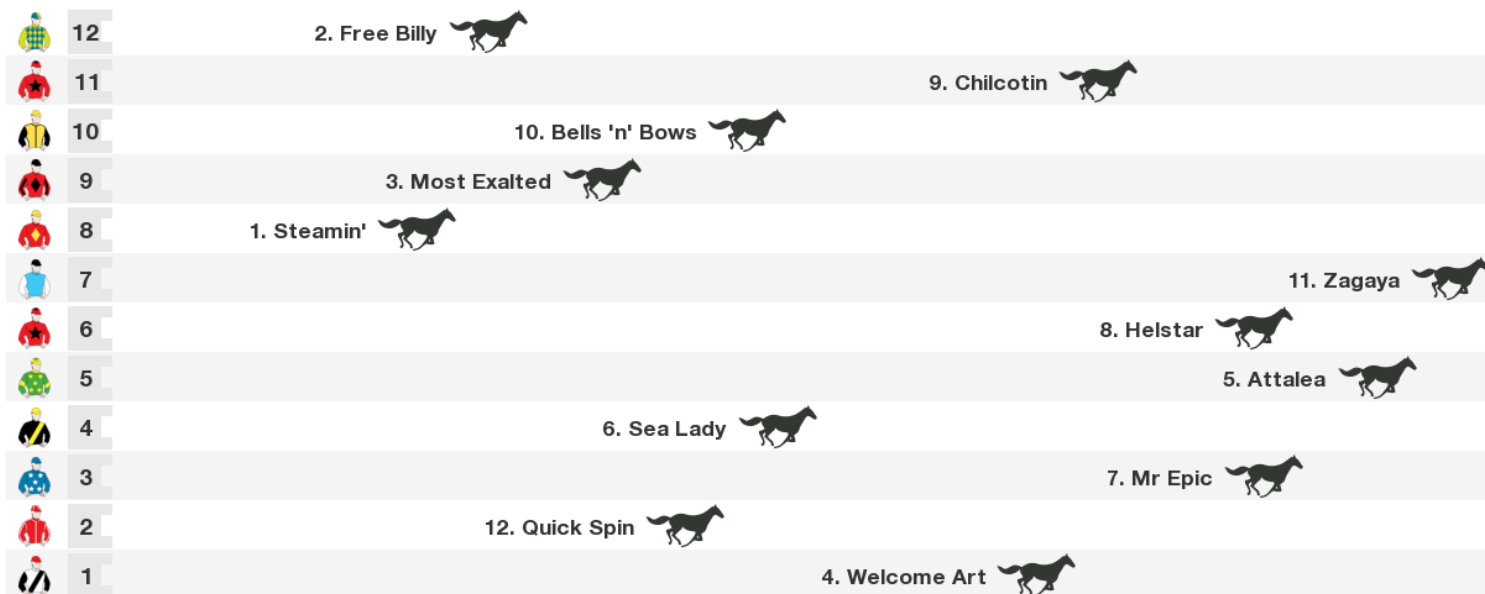 12 2. Free Billy
11 9. Chilcotin
10 10. Bells 'n' Bows
9 3. Most Exalted
8 1. Steamin'
7 11. Zagaya
6 8. Helstar
5 5. Attalea
4 6. Sea Lady
3 7. Mr Epic
2 12. Quick Spin
1 4. Welcome Art